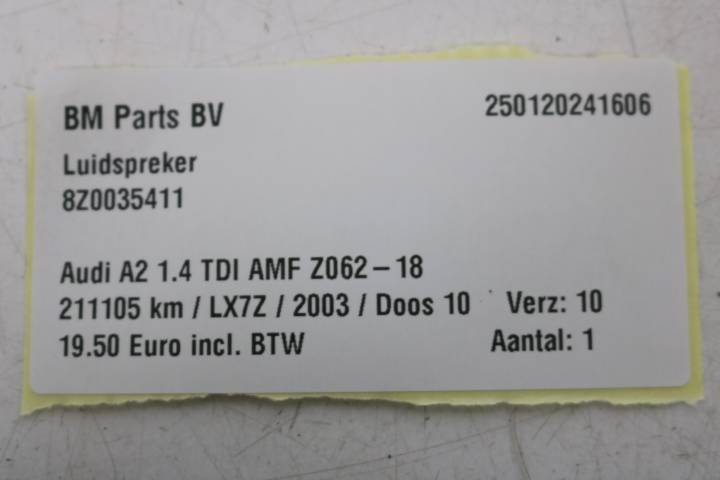 BM Parts BV 250120241606
Luidspreker
8Z0035411
Audi A2 1.4 TDI AMF Z062-18
211105 km / LX7Z / 2003 / Doos 10 Verz: 10
19.50 Euro incl. BTW Aantal: 1